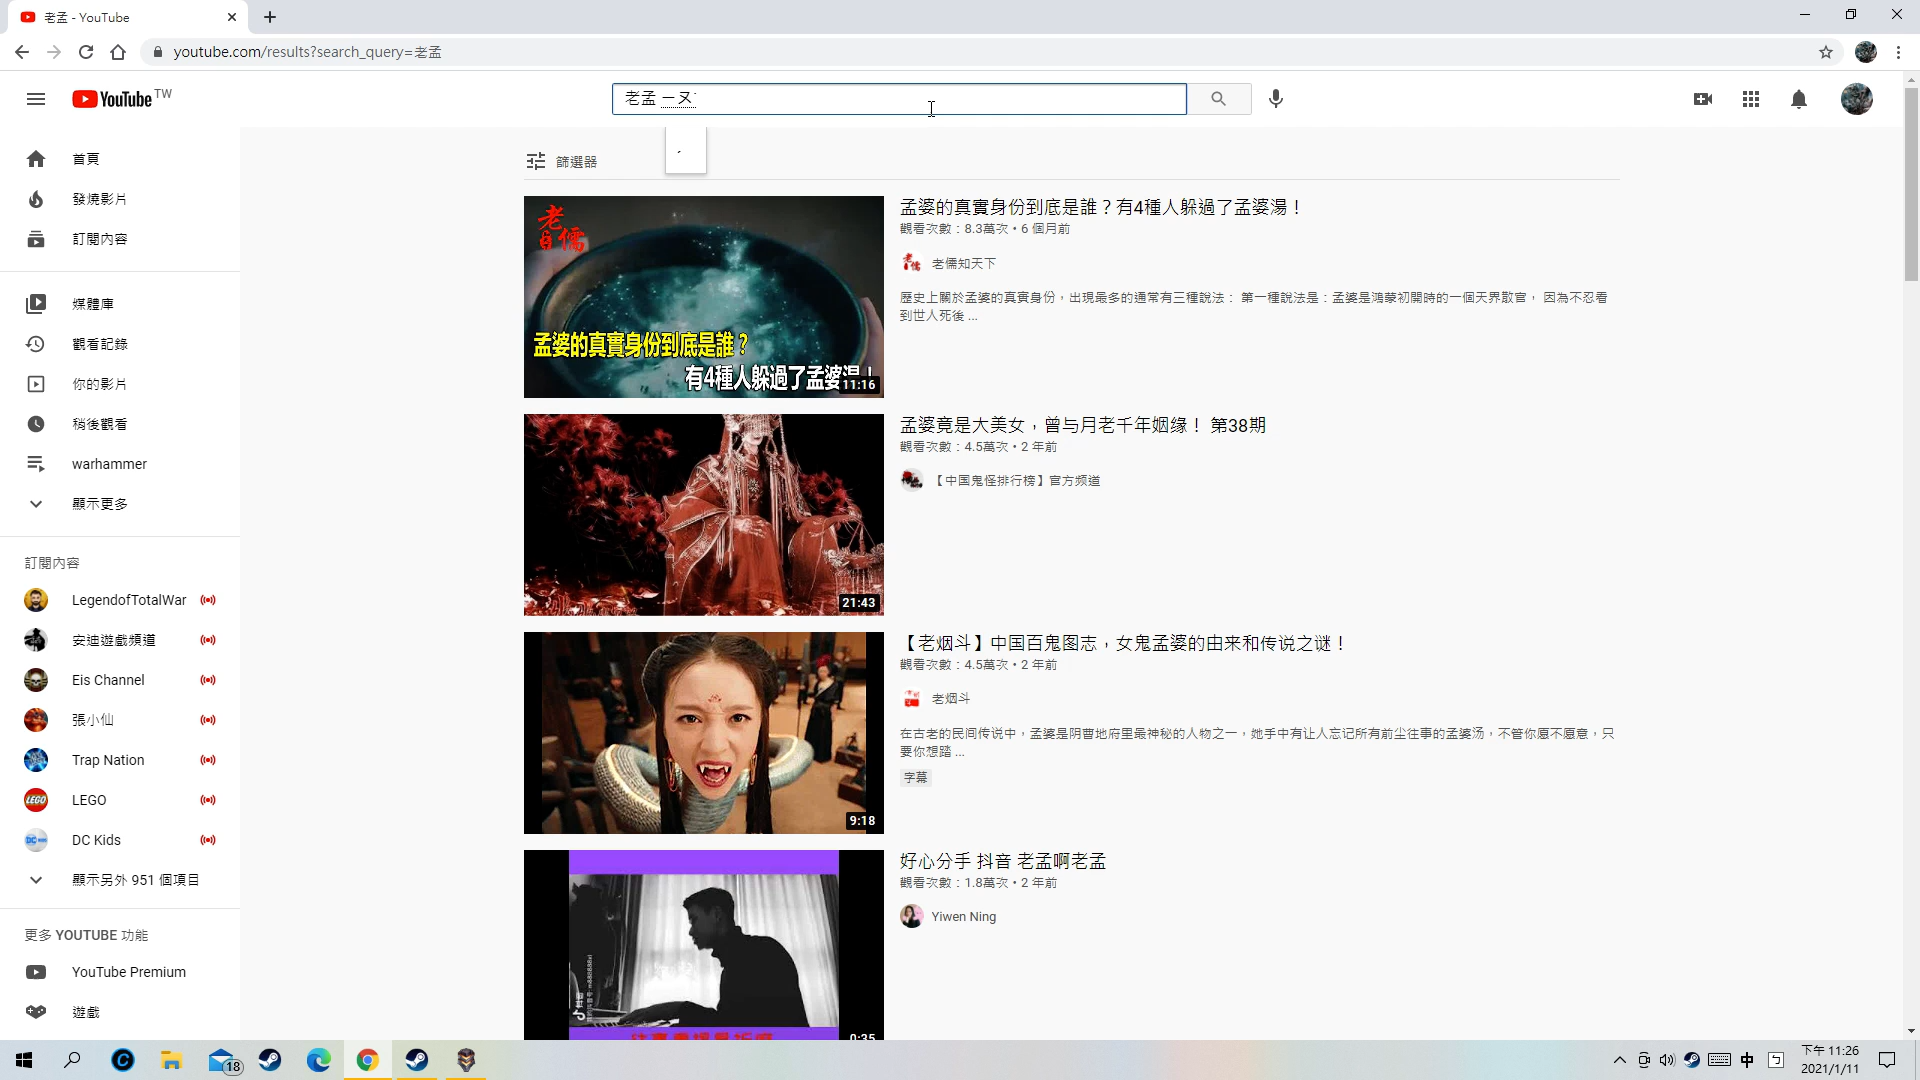 老孟 - YouTube
youtube.com/results?search_query=老孟
YouTube TW
老孟 ㄧㄡˊ
ˊ
首頁
發燒影片
訂閱內容
媒體庫
觀看記錄
你的影片
稍後觀看
warhammer
顯示更多
訂閱內容
LegendofTotalWar
安迪遊戲頻道
Eis Channel
張小仙
Trap Nation
LEGO
DC Kids
顯示另外 951 個項目
更多 YOUTUBE 功能
YouTube Premium
遊戲
篩選器
老儒
孟婆的真實身份到底是誰？
有4種人躲過了孟婆湯！
11:16
孟婆的真實身份到底是誰？有4種人躲過了孟婆湯！
觀看次數：8.3萬次 • 6 個月前
老儒知天下
歷史上關於孟婆的真實身份，出現最多的通常有三種說法： 第一種說法是：孟婆是鴻蒙初開時的一個天界散官， 因為不忍看
到世人死後 ...
21:43
孟婆竟是大美女，曾与月老千年姻缘！ 第38期
觀看次數：4.5萬次 • 2 年前
【中国鬼怪排行榜】官方频道
9:18
【老烟斗】中国百鬼图志，女鬼孟婆的由来和传说之谜！
觀看次數：4.5萬次 • 2 年前
老烟斗
在古老的民间传说中，孟婆是阴曹地府里最神秘的人物之一，她手中有让人忘记所有前尘往事的孟婆汤，不管你愿不愿意，只
要你想踏 ...
字幕
抖音
0:35
好心分手 抖音 老孟啊老孟
觀看次數：1.8萬次 • 2 年前
Yiwen Ning
18
中
下午 11:26
2021/1/11